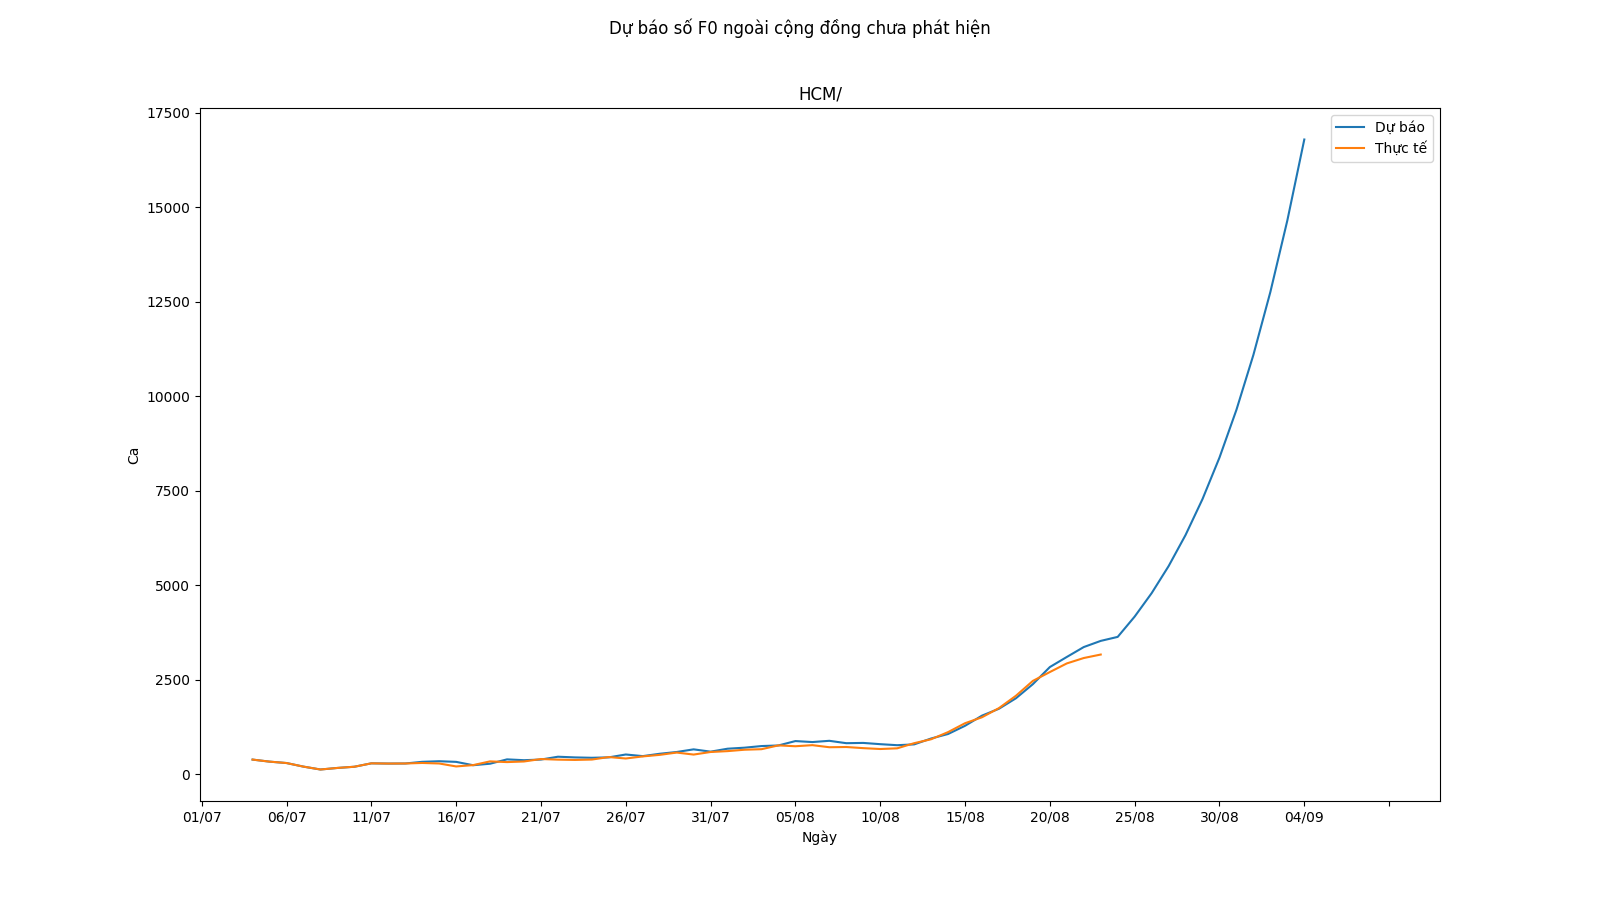 Dự báo số F0 ngoài cộng đồng chưa phát hiện
HCM/
17500
15000
12500
10000
7500
5000
2500
0
Ca
Dự báo
Thực tế
01/07 06/07 11/07 16/07 21/07 26/07 31/07 05/08 10/08 15/08 20/08 25/08 30/08 04/09
Ngày